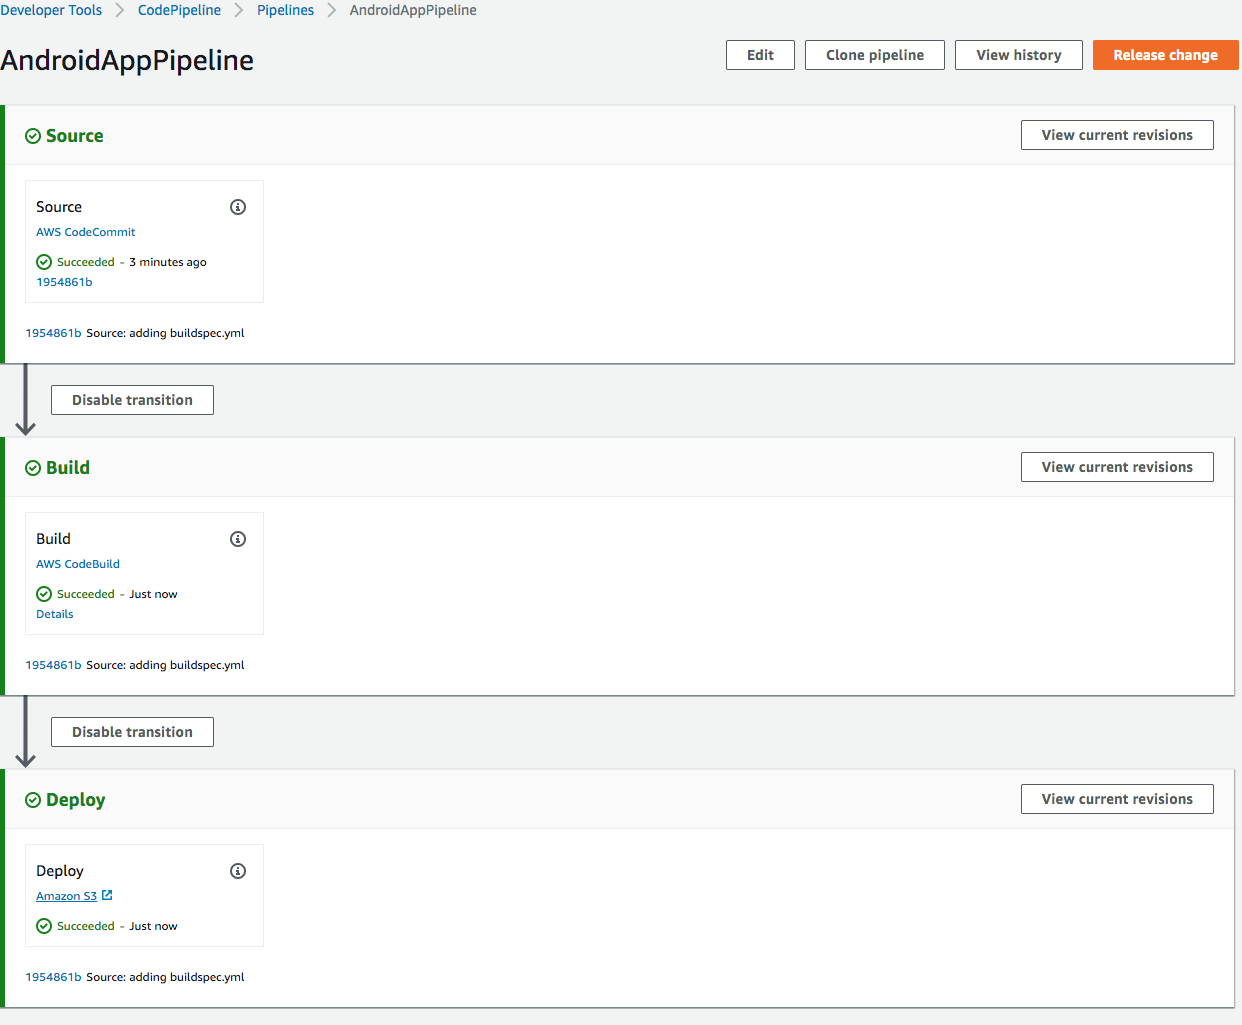 Developer Tools > CodePipeline > Pipelines > AndroidAppPipeline
AndroidAppPipeline
Edit
Clone pipeline
View history
Release change
Source
View current revisions
Source
AWS CodeCommit
Succeeded - 3 minutes ago
1954861b
1954861b Source: adding buildspec.yml
Disable transition
Build
View current revisions
Build
AWS CodeBuild
Succeeded - Just now
Details
1954861b Source: adding buildspec.yml
Disable transition
Deploy
View current revisions
Deploy
Amazon S3
Succeeded - Just now
1954861b Source: adding buildspec.yml